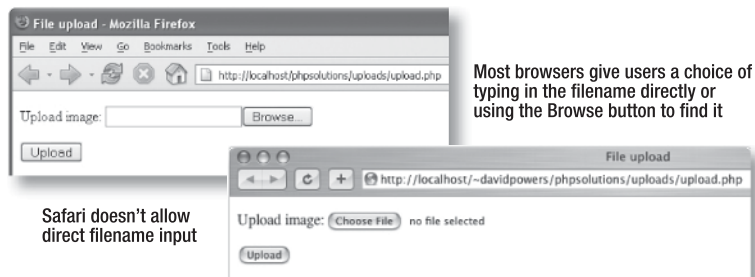 File upload - Mozilla Firefox
File Edit View Go Bookmarks Tools Help
http://localhost/phpsolutions/uploads/upload.php
Upload image: Browse...
Upload
Most browsers give users a choice of
typing in the filename directly or
using the Browse button to find it
File upload
http://localhost/~davidpowers/phpsolutions/uploads/upload.php
Upload image: Choose File no file selected
Upload
Safari doesn't allow
direct filename input